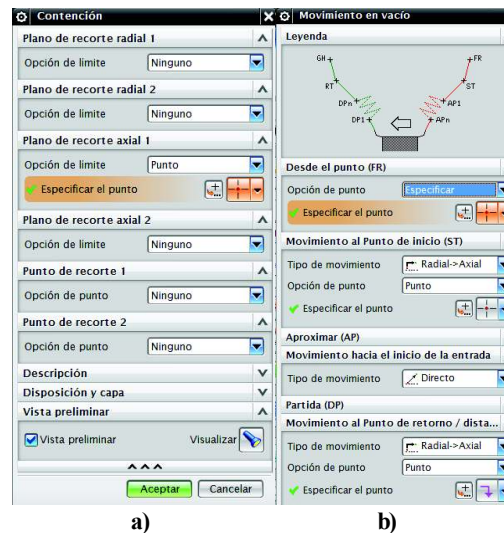 Contención
Plano de recorte radial 1
Opción de limite Ninguno
Plano de recorte radial 2
Opción de limite Ninguno
Plano de recorte axial 1
Opción de limite Punto
Especificar el punto
Plano de recorte axial 2
Opción de limite Ninguno
Punto de recorte 1
Opción de punto Ninguno
Punto de recorte 2
Opción de punto Ninguno
Descripción
Disposición y capa
Vista preliminar
Vista preliminar Visualizar
Aceptar Cancelar
a)
Movimiento en vacío
Leyenda
GH FR
RT ST
DPn AP1
DP1 APn
Desde el punto (FR)
Opción de punto Especificar
Especificar el punto
Movimiento al Punto de inicio (ST)
Tipo de movimiento Radial->Axial
Opción de punto Punto
Especificar el punto
Aproximar (AP)
Movimiento hacia el inicio de la entrada
Tipo de movimiento Directo
Partida (DP)
Movimiento al Punto de retorno / dista...
Tipo de movimiento Radial->Axial
Opción de punto Punto
Especificar el punto
b)